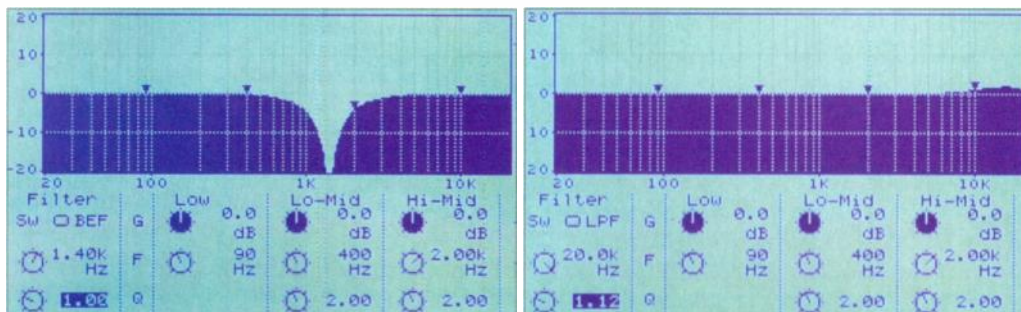 20
10
0
-10
-20
20 100 1K 10K
Filter Low Lo-Mid Hi-Mid
SW BEF G 0.0 dB 0.0 dB 0.0 dB
1.40k Hz F 90 Hz 400 Hz 2.00k Hz
1.00 Q 2.00 2.00
20
10
0
10
20
20 100 1K 10K
Filter Low Lo-Mid Hi-Mid
SW LPF G 0.0 dB 0.0 dB 0.0 dB
20.0k Hz F 90 Hz 400 Hz 2.00k Hz
1.12 Q 2.00 2.00